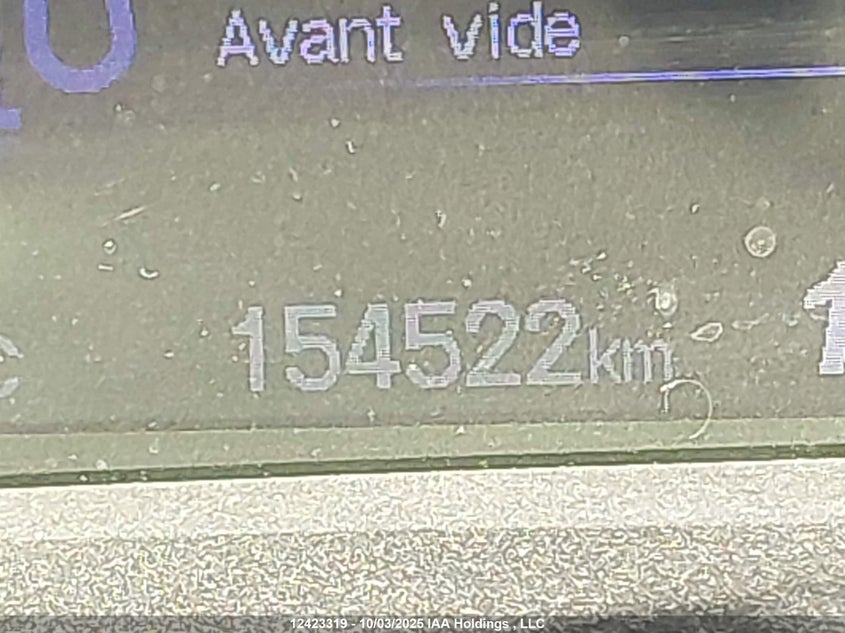 Avant vide
154522km
12423319 - 10/03/2025 IAA Holdings , LLC